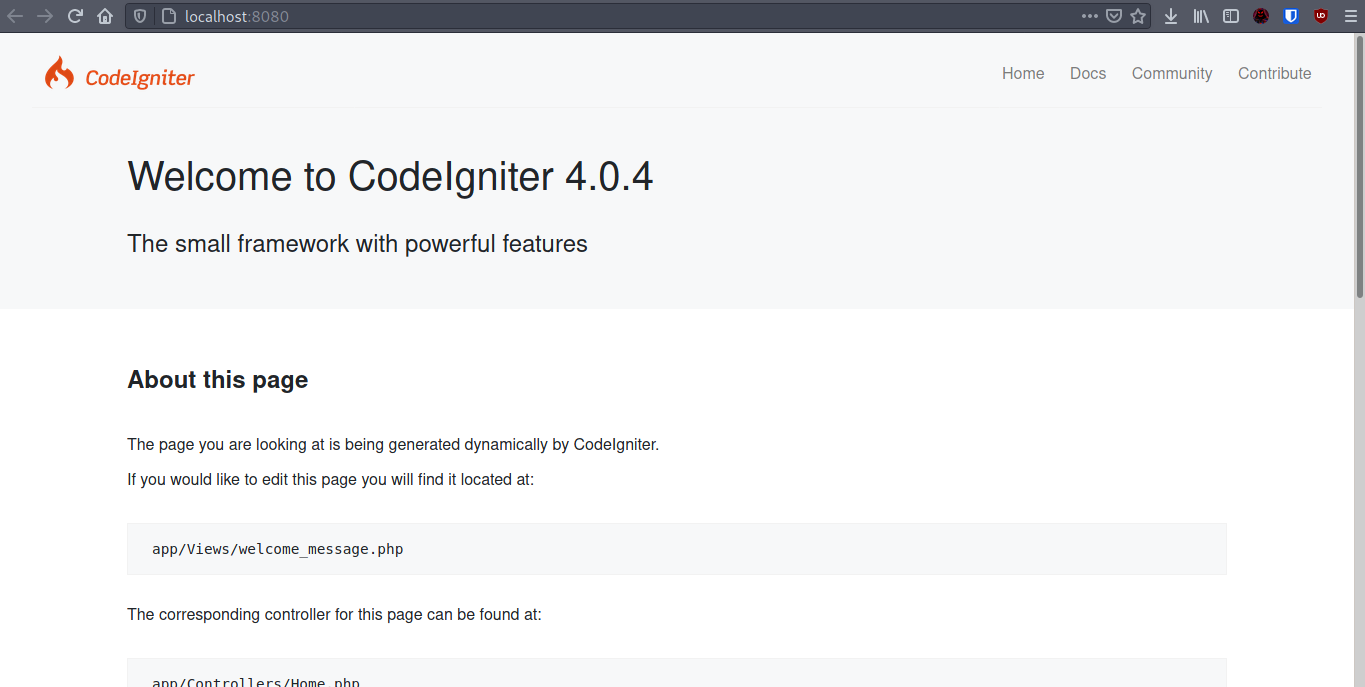 localhost:8080
CodeIgniter
Home Docs Community Contribute
Welcome to CodeIgniter 4.0.4
The small framework with powerful features
About this page
The page you are looking at is being generated dynamically by CodeIgniter.
If you would like to edit this page you will find it located at:
app/Views/welcome_message.php
The corresponding controller for this page can be found at:
app/Controllers/Home.php